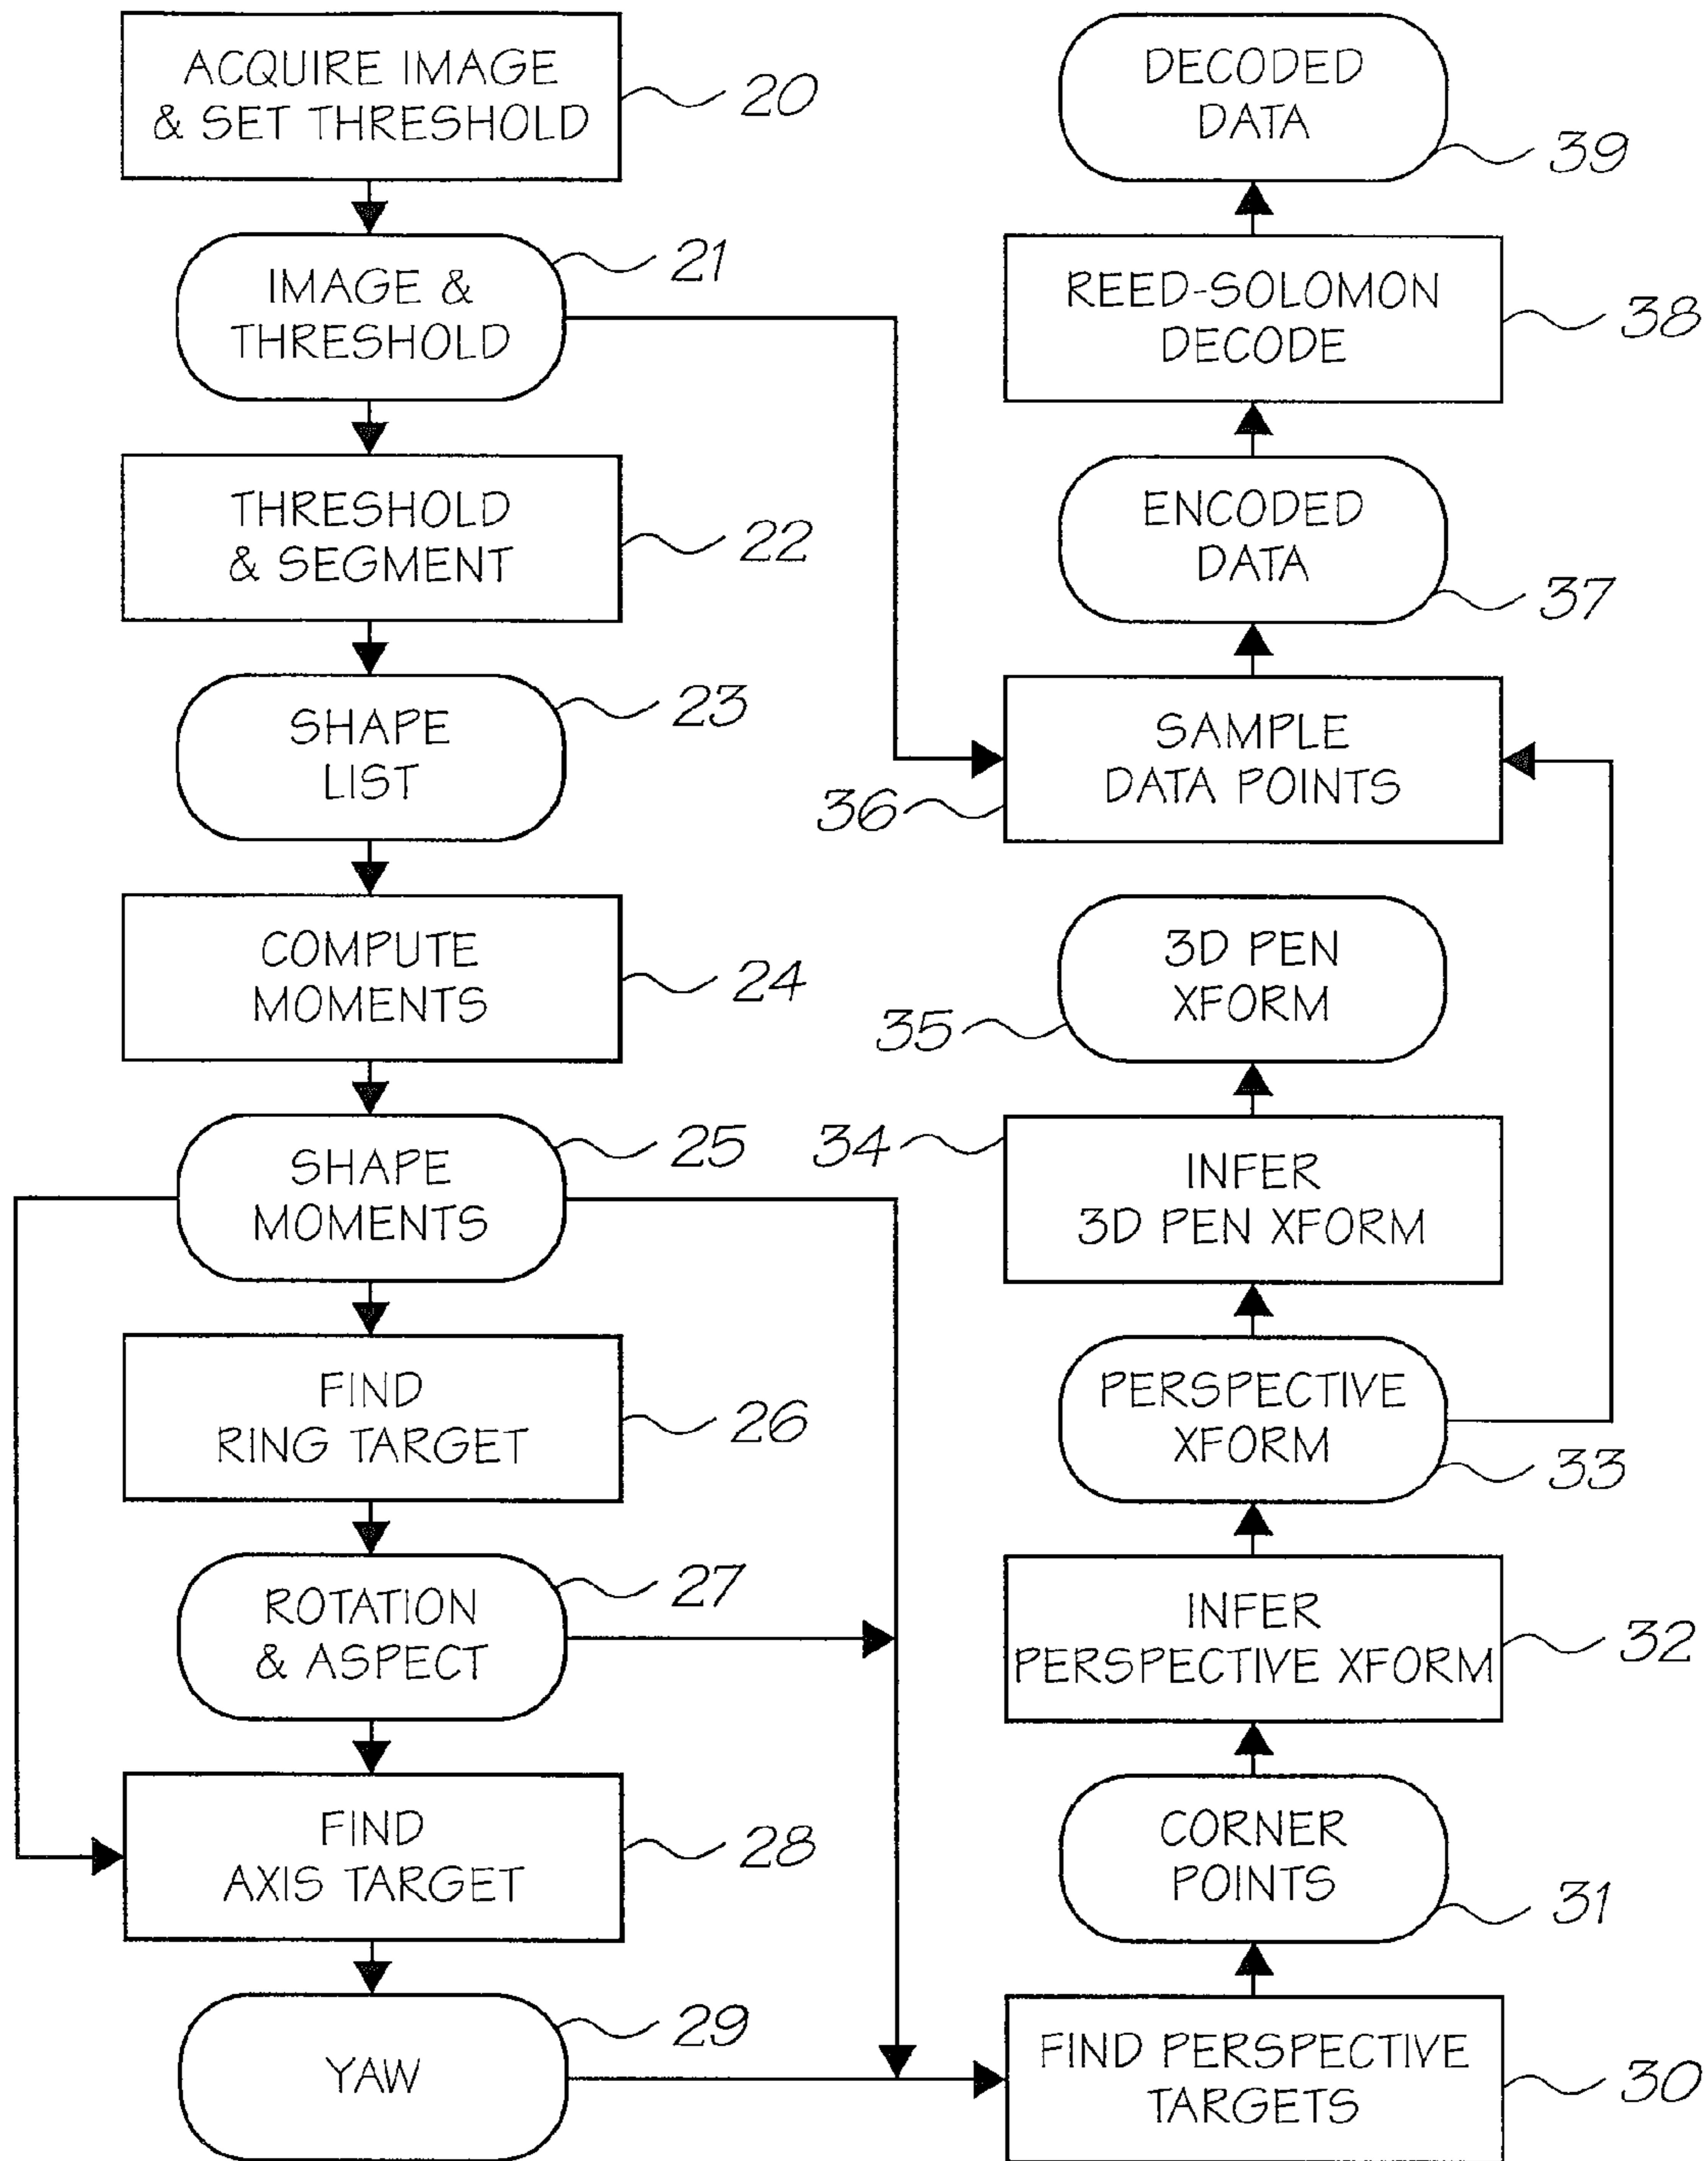 ACQUIRE IMAGE
& SET THRESHOLD
20
IMAGE &
THRESHOLD
21
THRESHOLD
& SEGMENT
22
SHAPE
LIST
23
COMPUTE
MOMENTS
24
SHAPE
MOMENTS
25
FIND
RING TARGET
26
ROTATION
& ASPECT
27
FIND
AXIS TARGET
28
YAW
29
DECODED
DATA
39
REED-SOLOMON
DECODE
38
ENCODED
DATA
37
SAMPLE
DATA POINTS
36
3D PEN
XFORM
35
INFER
3D PEN XFORM
34
PERSPECTIVE
XFORM
33
INFER
PERSPECTIVE XFORM
32
CORNER
POINTS
31
FIND PERSPECTIVE
TARGETS
30